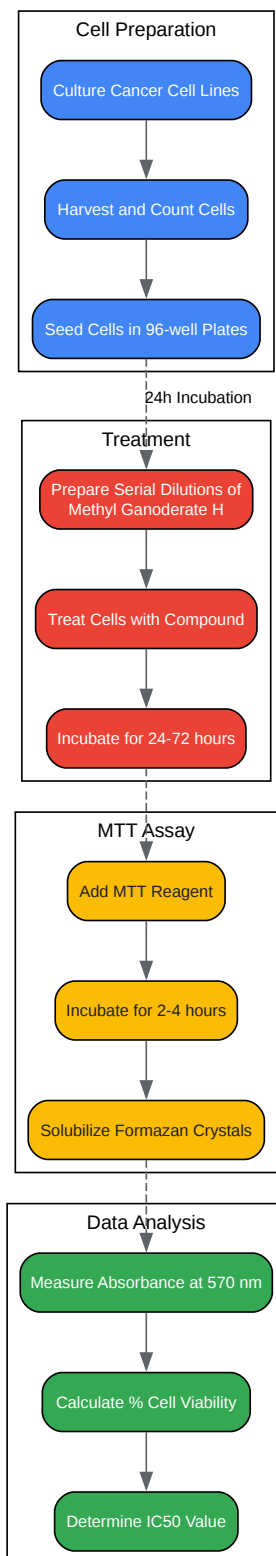 Cell Preparation
Culture Cancer Cell Lines
Harvest and Count Cells
Seed Cells in 96-well Plates
24h Incubation
Treatment
Prepare Serial Dilutions of
Methyl Ganoderate H
Treat Cells with Compound
Incubate for 24-72 hours
MTT Assay
Add MTT Reagent
Incubate for 2-4 hours
Solubilize Formazan Crystals
Data Analysis
Measure Absorbance at 570 nm
Calculate % Cell Viability
Determine IC50 Value